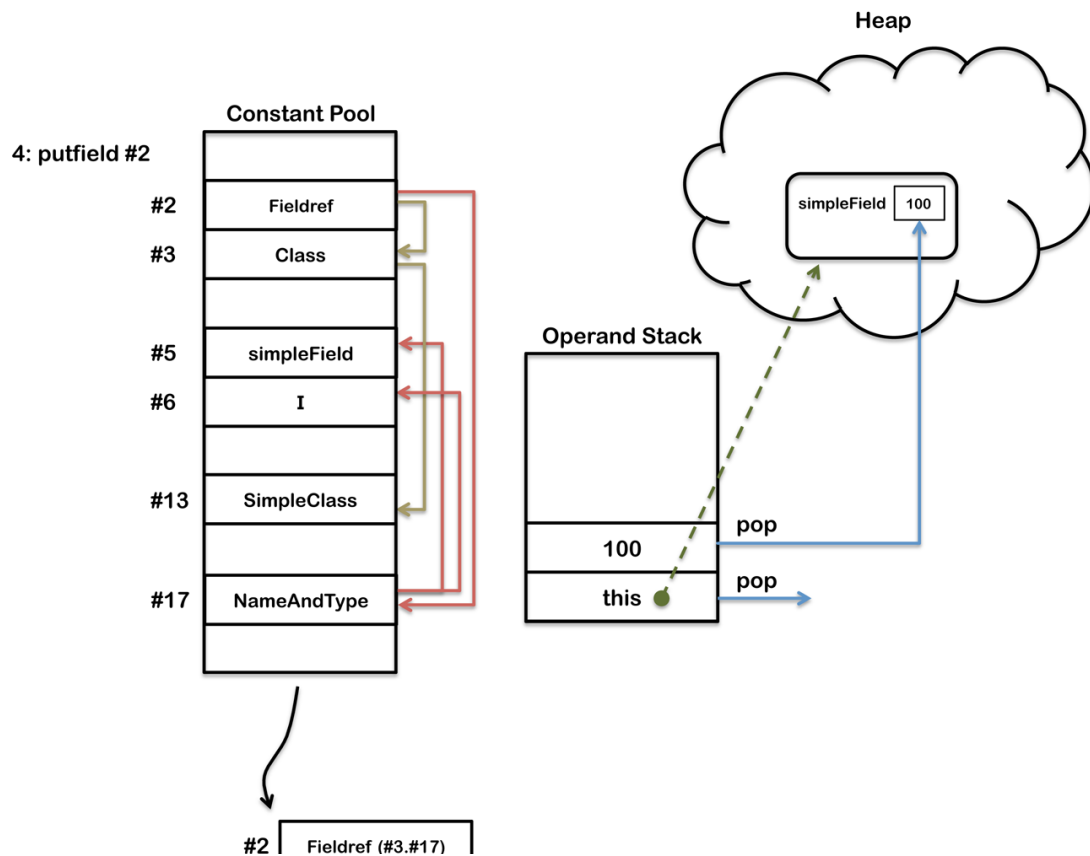 Heap
Constant Pool
4: putfield #2
#2 Fieldref
#3 Class
#5 simpleField
#6 I
#13 SimpleClass
#17 NameAndType
simpleField 100
Operand Stack
100 pop
this pop
#2 Fieldref (#3.#17)